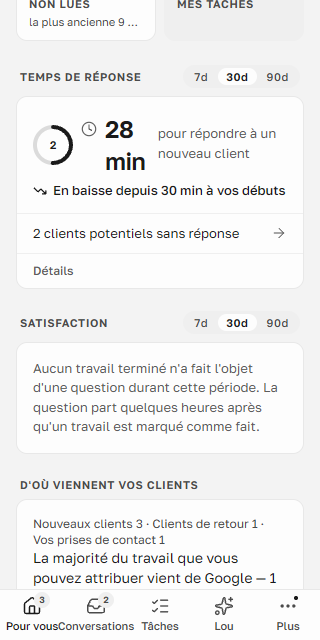 NON LUES
MES TÂCHES
la plus ancienne 9 ...
TEMPS DE RÉPONSE
7d 30d 90d
2
28 min
pour répondre à un
nouveau client
En baisse depuis 30 min à vos débuts
2 clients potentiels sans réponse
Détails
SATISFACTION
7d 30d 90d
Aucun travail terminé n'a fait l'objet
d'une question durant cette période. La
question part quelques heures après
qu'un travail est marqué comme fait.
D'OÙ VIENNENT VOS CLIENTS
Nouveaux clients 3 · Clients de retour 1 ·
Vos prises de contact 1
La majorité du travail que vous
pouvez attribuer vient de Google — 1
3
2
Pour vous
Conversations
Tâches
Lou
Plus